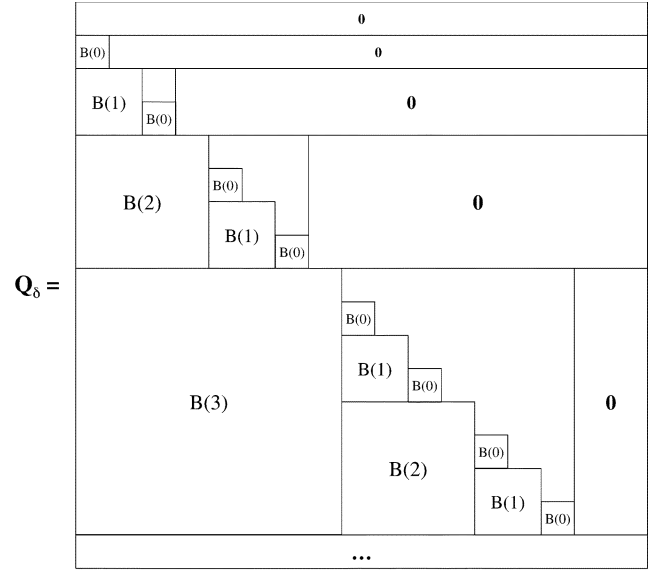 0
B(0) 0
B(1) 0
B(0)
B(2) B(0) 0
B(1)
B(0)
Q_δ =
B(0)
B(1)
B(0)
B(3) 0
B(0)
B(2)
B(1)
B(0)
...